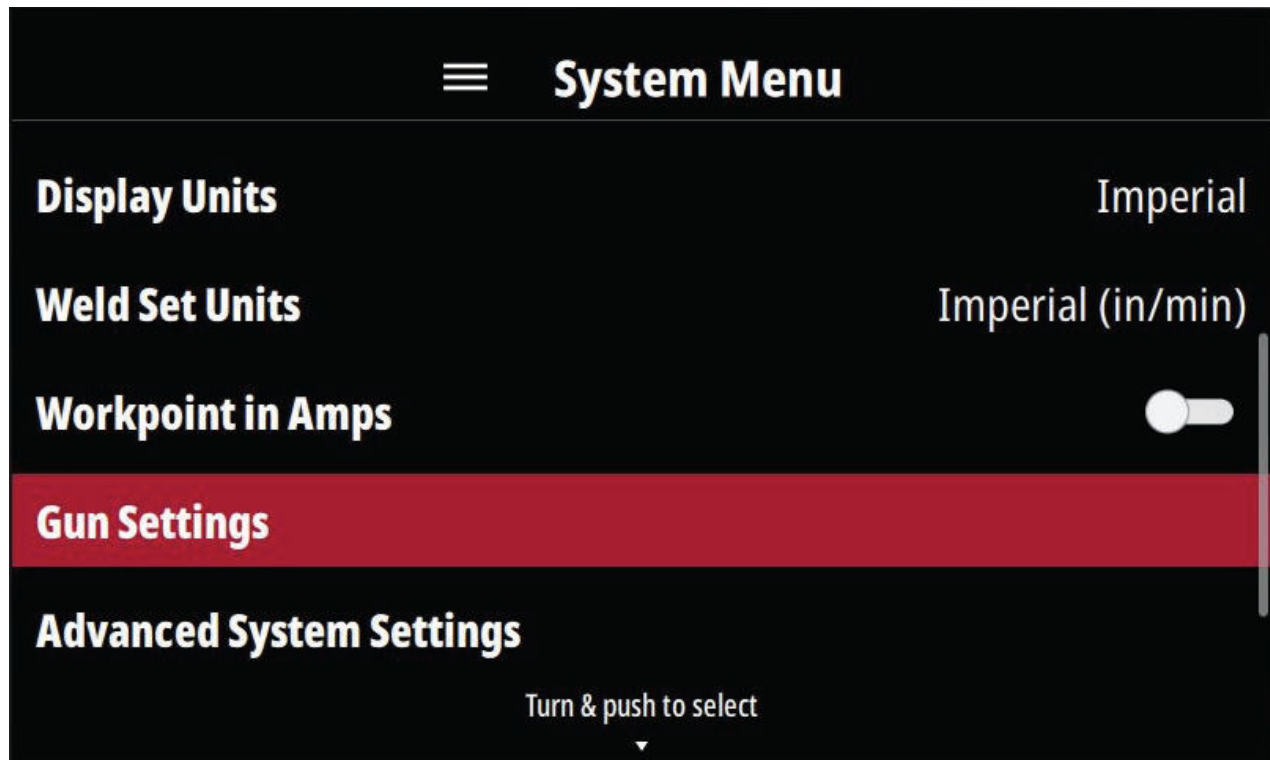 System Menu
Display Units Imperial
Weld Set Units Imperial (in/min)
Workpoint in Amps
Gun Settings
Advanced System Settings
Turn & push to select